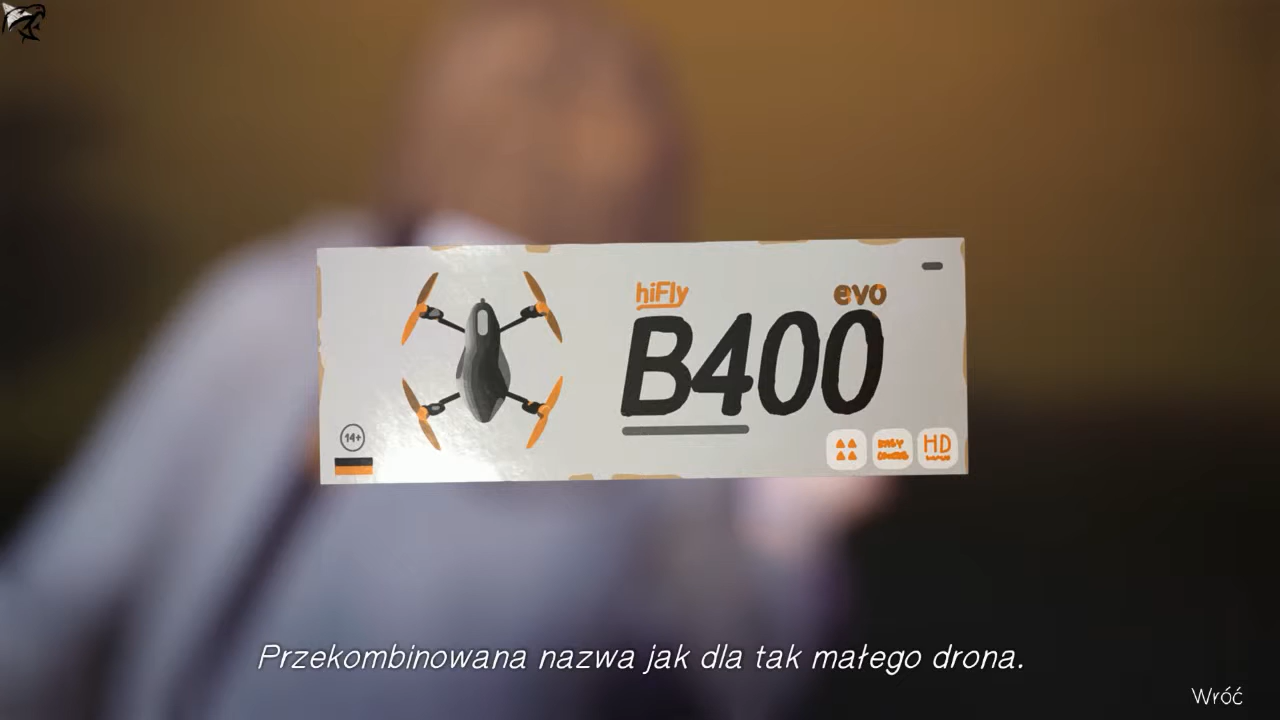 hiFly
evo
B400
14+
HD
Przekombinowana nazwa jak dla tak małego drona.
Wróć